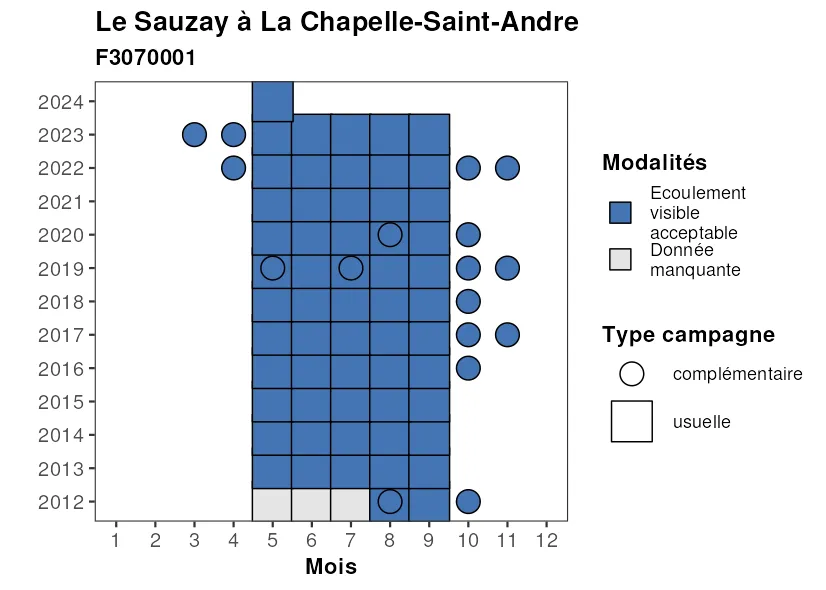 Le Sauzay à La Chapelle-Saint-Andre
F3070001
2024
2023
2022
2021
2020
2019
2018
2017
2016
2015
2014
2013
2012
1 2 3 4 5 6 7 8 9 10 11 12
Mois
Modalités
Ecoulement
visible
acceptable
Donnée
manquante
Type campagne
complémentaire
usuelle